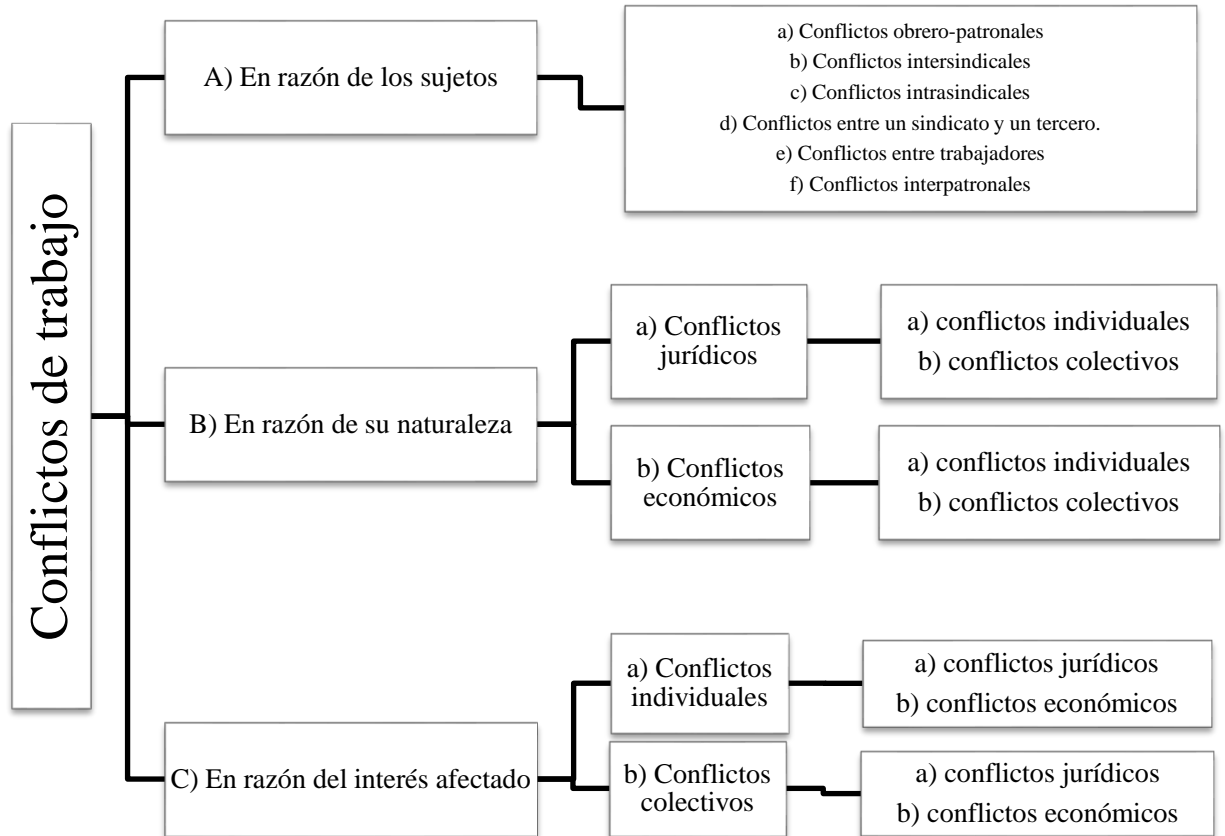 Conflictos de trabajo
A) En razón de los sujetos
a) Conflictos obrero-patronales
b) Conflictos intersindicales
c) Conflictos intrasindicales
d) Conflictos entre un sindicato y un tercero.
e) Conflictos entre trabajadores
f) Conflictos interpatronales
B) En razón de su naturaleza
a) Conflictos
jurídicos
a) conflictos individuales
b) conflictos colectivos
b) Conflictos
económicos
a) conflictos individuales
b) conflictos colectivos
C) En razón del interés afectado
a) Conflictos
individuales
a) conflictos jurídicos
b) conflictos económicos
b) Conflictos
colectivos
a) conflictos jurídicos
b) conflictos económicos